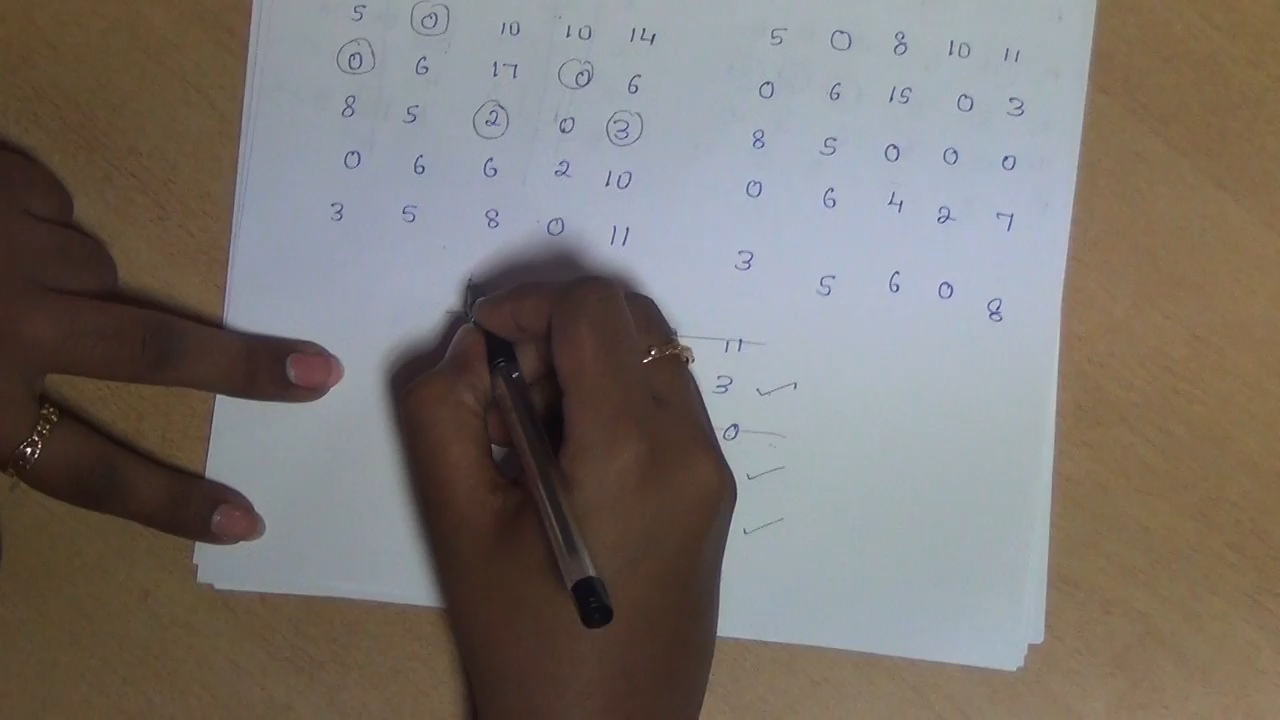 5 0 10 10 14
0 6 17 0 6
8 5 2 0 3
0 6 6 2 10
3 5 8 0 11
5 0 8 10 11
0 6 15 0 3
8 5 0 0 0
0 6 4 2 7
3 5 6 0 8
11
3 ✓
0
✓
✓